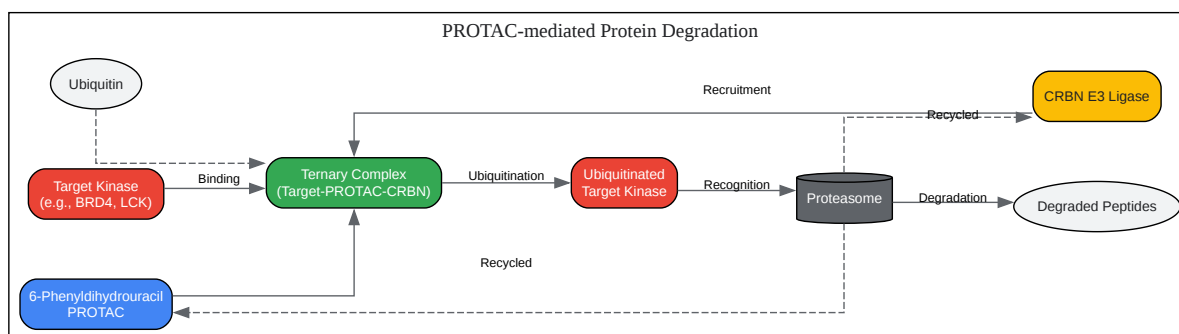 PROTAC-mediated Protein Degradation
Ubiquitin
Recruitment
CRBN E3 Ligase
Recycled
Target Kinase
(e.g., BRD4, LCK)
Binding
Ternary Complex
(Target-PROTAC-CRBN)
Ubiquitination
Ubiquitinated
Target Kinase
Recognition
Proteasome
Degradation
Degraded Peptides
Recycled
6-Phenyldihydrouracil
PROTAC